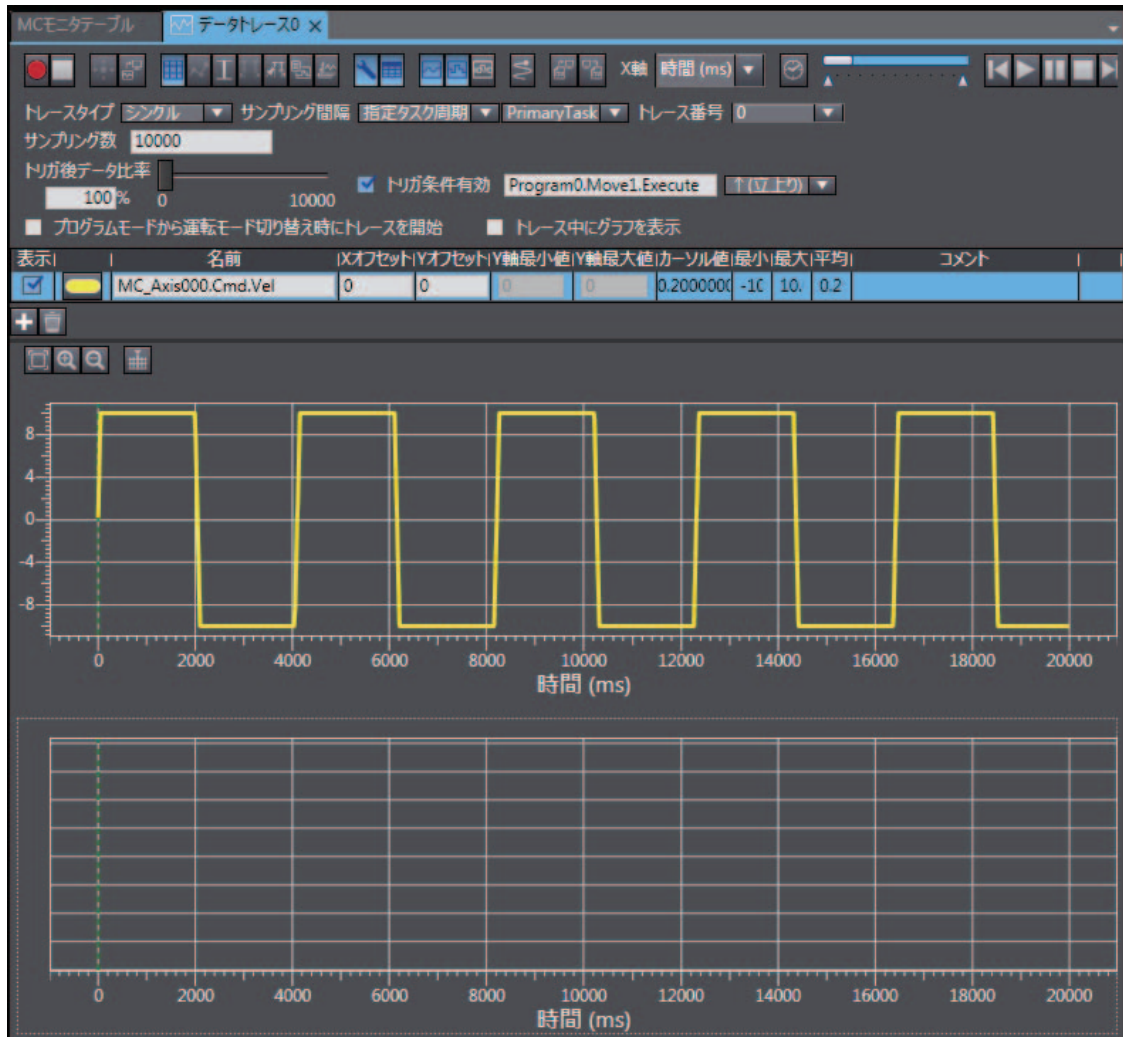 MCモニタテーブル データトレース0 ×
X軸 時間 (ms)
トレースタイプ シングル サンプリング間隔 指定タスク周期 PrimaryTask トレース番号 0
サンプリング数 10000
トリガ後データ比率
100 % 0 10000 トリガ条件有効 Program0.Move1.Execute ↑(立上り)
プログラムモードから運転モード切り替え時にトレースを開始 トレース中にグラフを表示
表示 名前 Xオフセット Yオフセット Y軸最小値 Y軸最大値 カーソル値 最小 最大 平均 コメント
MC_Axis000.Cmd.Vel 0 0 0 0 0.2000000 -10 10. 0.2
8
4
0
-4
-8
0 2000 4000 6000 8000 10000 12000 14000 16000 18000 20000
時間 (ms)
0 2000 4000 6000 8000 10000 12000 14000 16000 18000 20000
時間 (ms)